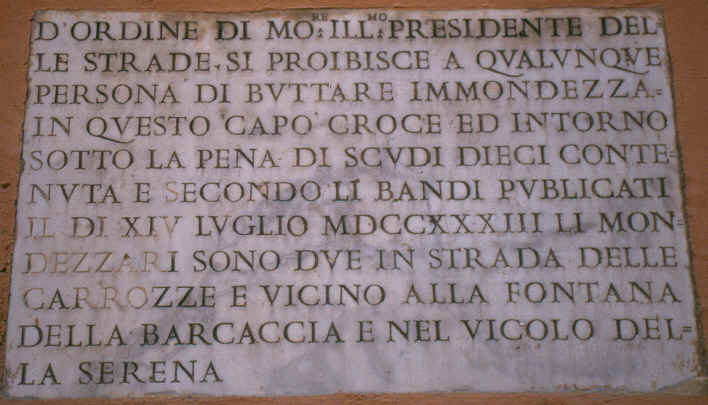 D'ORDINE DI MO:RE ILL:MO PRESIDENTE DEL=
LE STRADE, SI PROIBISCE A QVALVNQVE
PERSONA DI BVTTARE IMMONDEZZA=
IN QVESTO CAPO CROCE ED INTORNO
SOTTO LA PENA DI SCVDI DIECI CONTE=
NVTA E SECONDO LI BANDI PVBLICATI
IL DI XIV LVGLIO MDCCXXXIII LI MON=
DEZZARI SONO DVE IN STRADA DELLE
CARROZZE E VICINO ALLA FONTANA
DELLA BARCACCIA E NEL VICOLO DEL=
LA SERENA